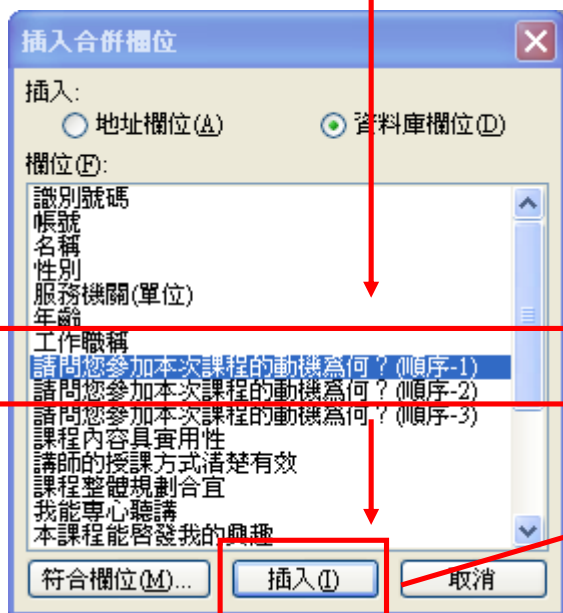 插入合併欄位
插入:
地址欄位(A) 資料庫欄位(D)
欄位(F):
識別號碼
帳號
名稱
性別
服務機關(單位)
年齡
工作職稱
請問您參加本次課程的動機為何？(順序-1)
請問您參加本次課程的動機為何？(順序-2)
請問您參加本次課程的動機為何？(順序-3)
課程內容具實用性
講師的授課方式清楚有效
課程整體規劃合宜
我能專心聽講
本課程能啓發我的興趣
符合欄位(M)... 插入(I) 取消